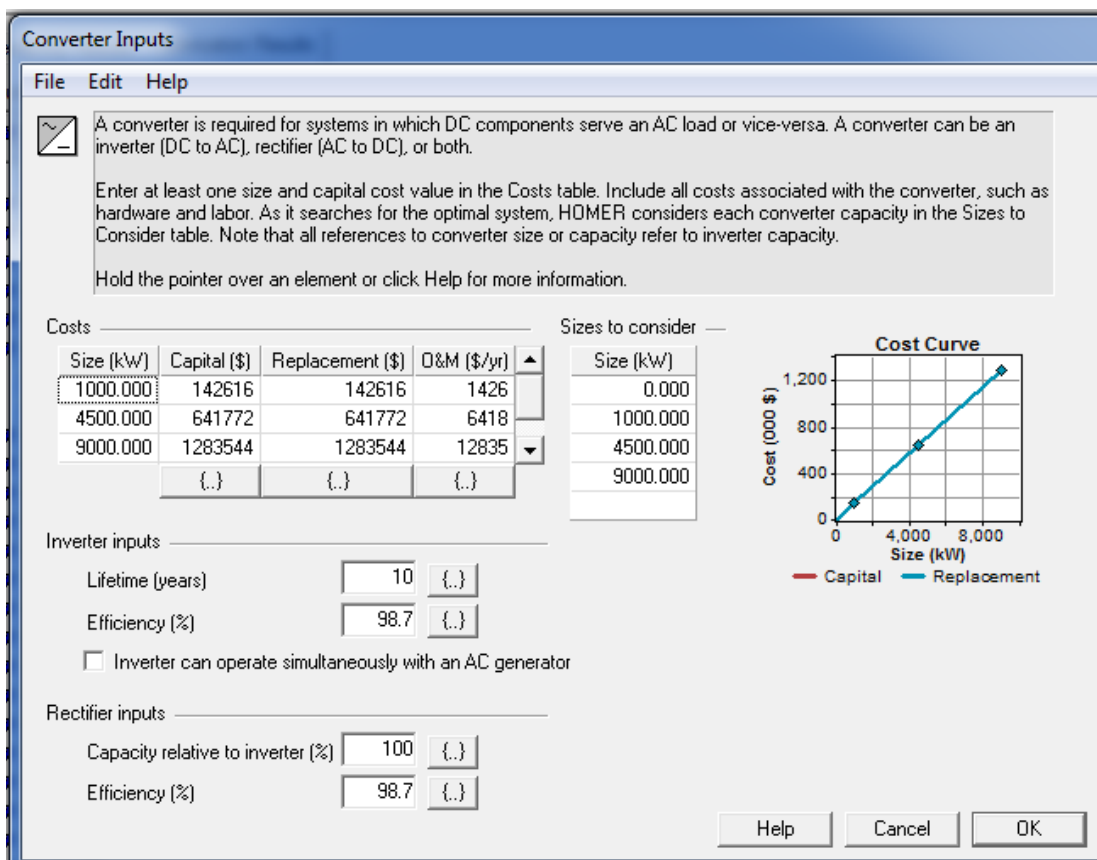 Converter Inputs
File Edit Help
A converter is required for systems in which DC components serve an AC load or vice-versa. A converter can be an
inverter (DC to AC), rectifier (AC to DC), or both.
Enter at least one size and capital cost value in the Costs table. Include all costs associated with the converter, such as
hardware and labor. As it searches for the optimal system, HOMER considers each converter capacity in the Sizes to
Consider table. Note that all references to converter size or capacity refer to inverter capacity.
Hold the pointer over an element or click Help for more information.
Costs
Size (kW) Capital ($) Replacement ($) O&M ($/yr)
1000.000 142616 142616 1426
4500.000 641772 641772 6418
9000.000 1283544 1283544 12835
{..} {..} {..}
Sizes to consider
Size (kW)
0.000
1000.000
4500.000
9000.000
Cost Curve
Cost (000 $)
1,200
800
400
0
0 4,000 8,000
Size (kW)
Capital Replacement
Inverter inputs
Lifetime (years) 10 {..}
Efficiency (%) 98.7 {..}
Inverter can operate simultaneously with an AC generator
Rectifier inputs
Capacity relative to inverter (%) 100 {..}
Efficiency (%) 98.7 {..}
Help Cancel OK